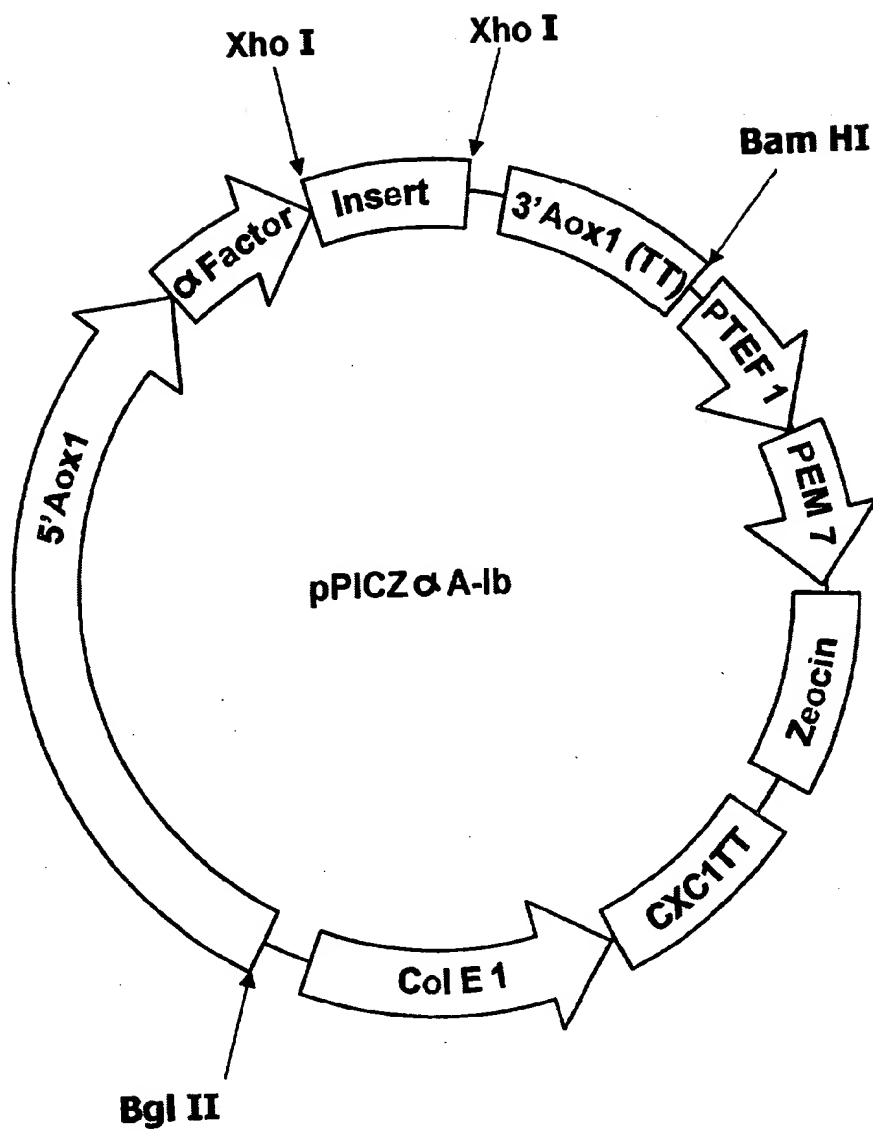 Xho I
Xho I
Bam HI
α Factor
Insert
3'Aox1 (TT)
PTEF 1
PEM 7
5'Aox1
pPICZ α A-Ib
Zeocin
CXC1TT
Col E 1
Bgl II